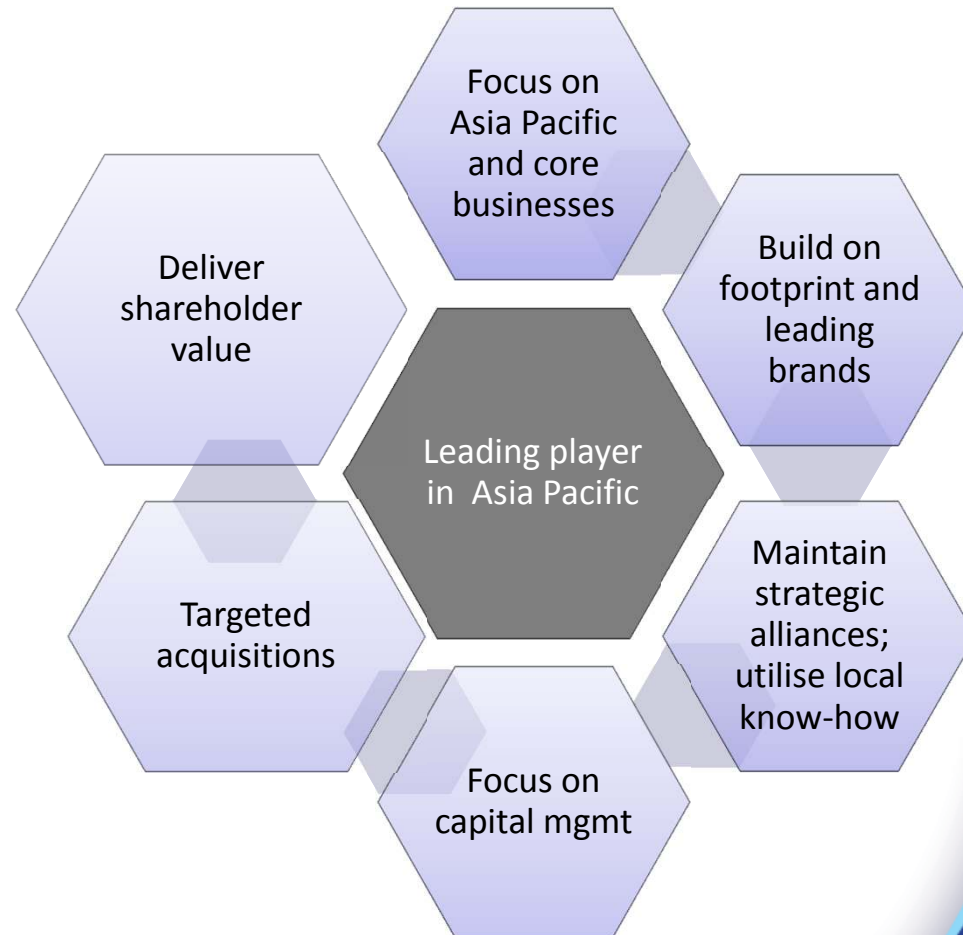 Focus on
Asia Pacific
and core
businesses
Build on
footprint and
leading
brands
Maintain
strategic
alliances;
utilise local
know-how
Focus on
capital mgmt
Targeted
acquisitions
Deliver
shareholder
value
Leading player
in Asia Pacific